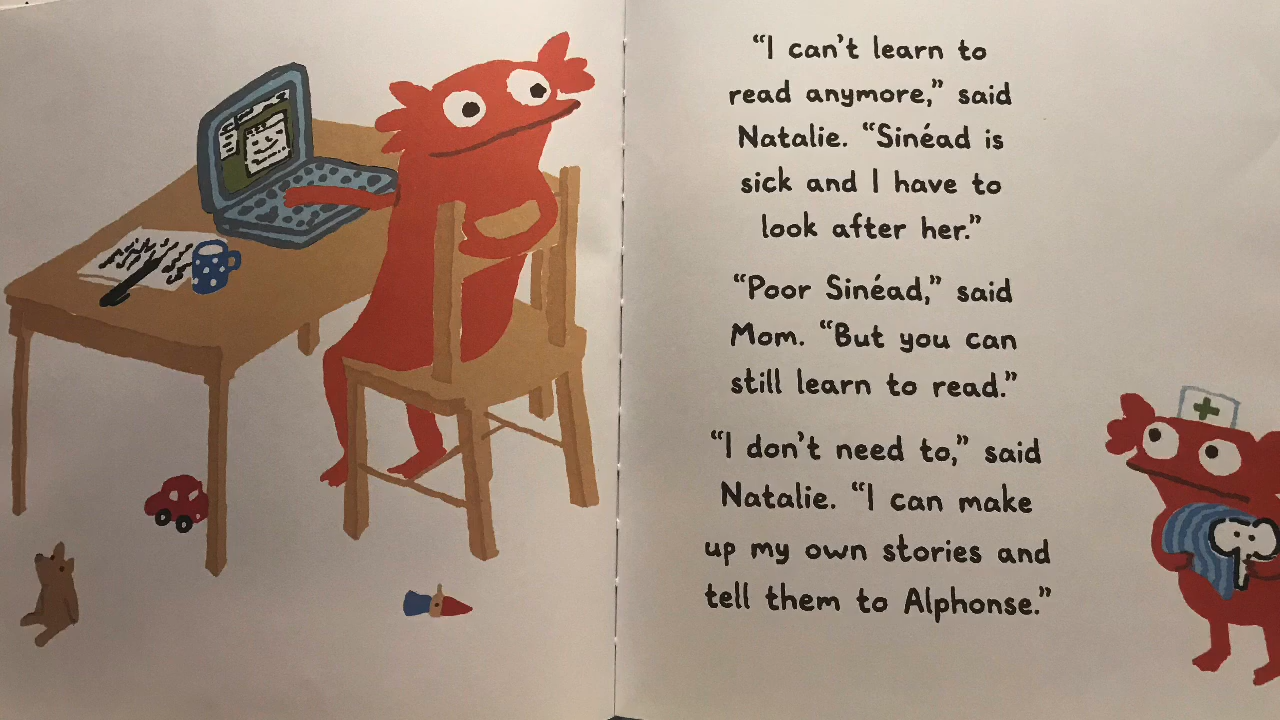 “I can’t learn to
read anymore,” said
Natalie. “Sinéad is
sick and I have to
look after her.”
“Poor Sinéad,” said
Mom. “But you can
still learn to read.”
“I don’t need to,” said
Natalie. “I can make
up my own stories and
tell them to Alphonse.”